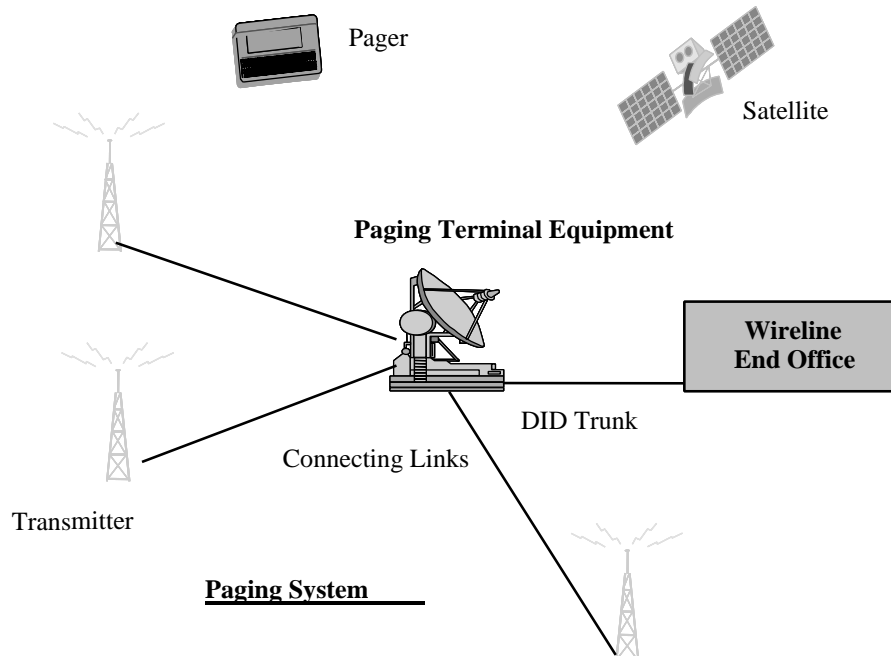 Pager
Satellite
Paging Terminal Equipment
Wireline
End Office
DID Trunk
Connecting Links
Transmitter
Paging System